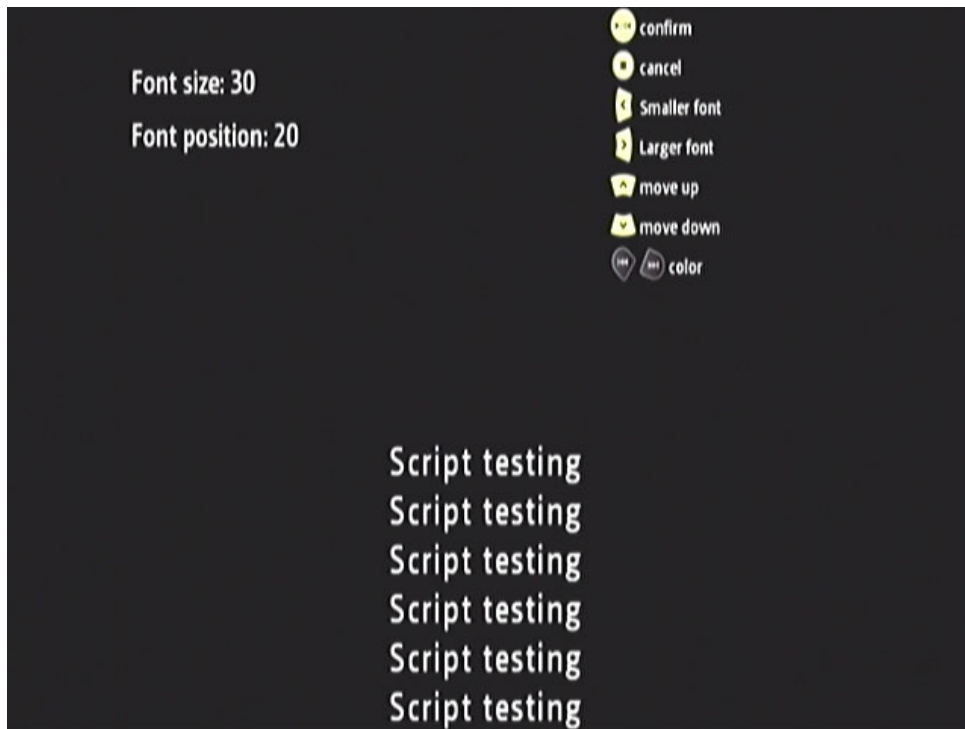 Font size: 30
Font position: 20
confirm
cancel
Smaller font
Larger font
move up
move down
color
Script testing
Script testing
Script testing
Script testing
Script testing
Script testing